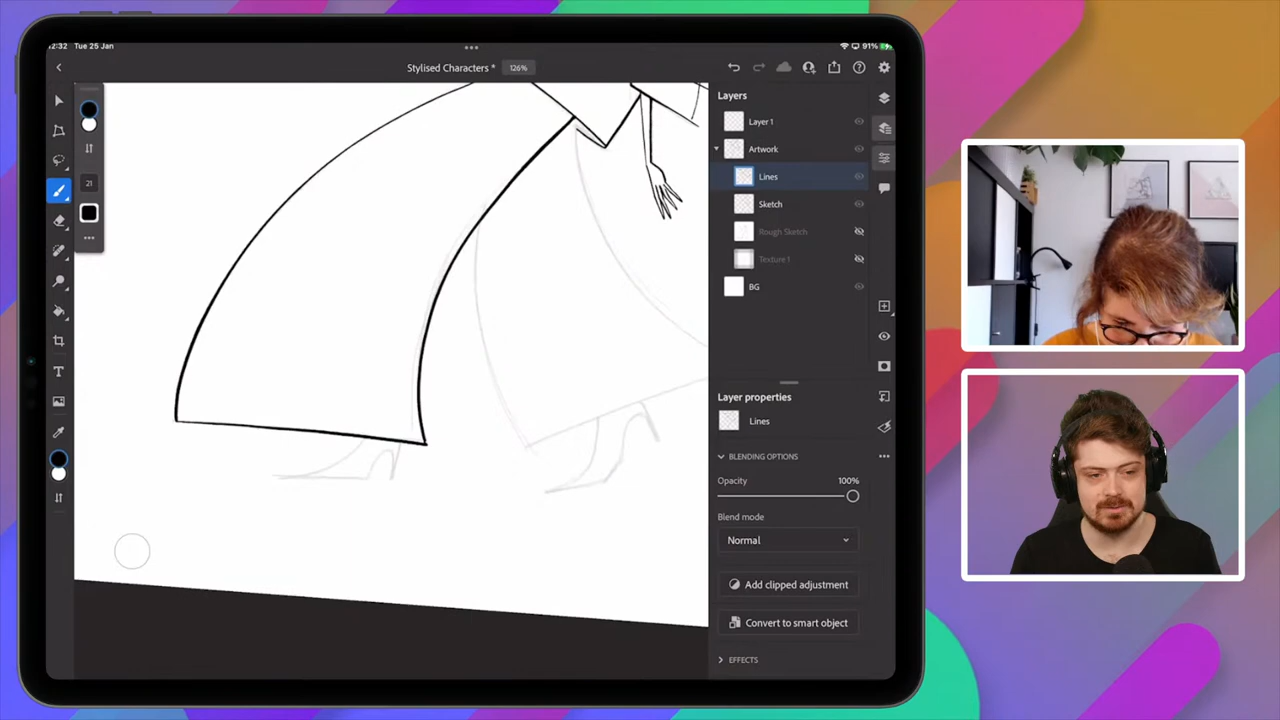 12:32 Tue 25 Jan
91%
Stylised Characters * 126%
21
Layers
Layer 1
Artwork
Lines
Sketch
Rough Sketch
Texture 1
BG
Layer properties
Lines
BLENDING OPTIONS
Opacity 100%
Blend mode
Normal
Add clipped adjustment
Convert to smart object
EFFECTS